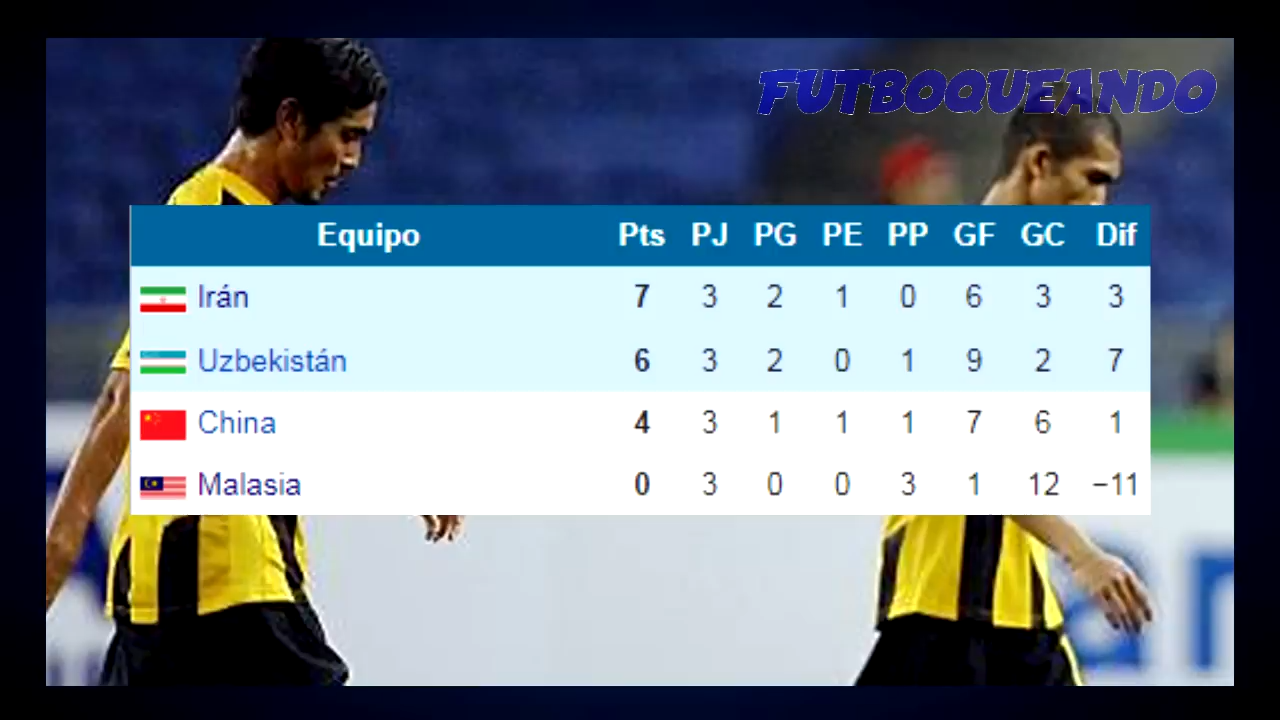 FUTBOQUEANDO
Equipo Pts PJ PG PE PP GF GC Dif
Irán 7 3 2 1 0 6 3 3
Uzbekistán 6 3 2 0 1 9 2 7
China 4 3 1 1 1 7 6 1
Malasia 0 3 0 0 3 1 12 −11